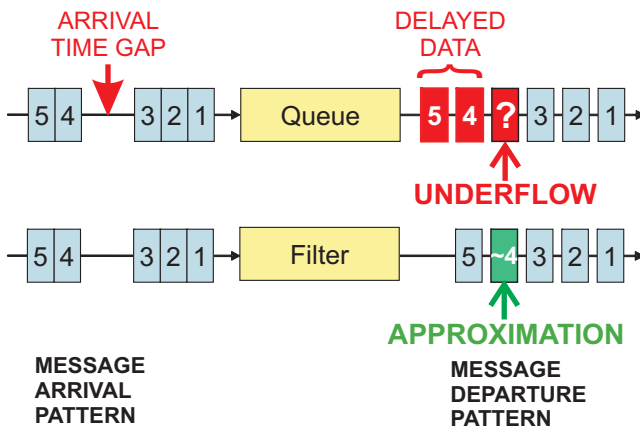 ARRIVAL
TIME GAP
DELAYED
DATA
5 4 3 2 1 Queue 5 4 ? 3 2 1
UNDERFLOW
5 4 3 2 1 Filter 5 ~4 3 2 1
APPROXIMATION
MESSAGE
ARRIVAL
PATTERN
MESSAGE
DEPARTURE
PATTERN